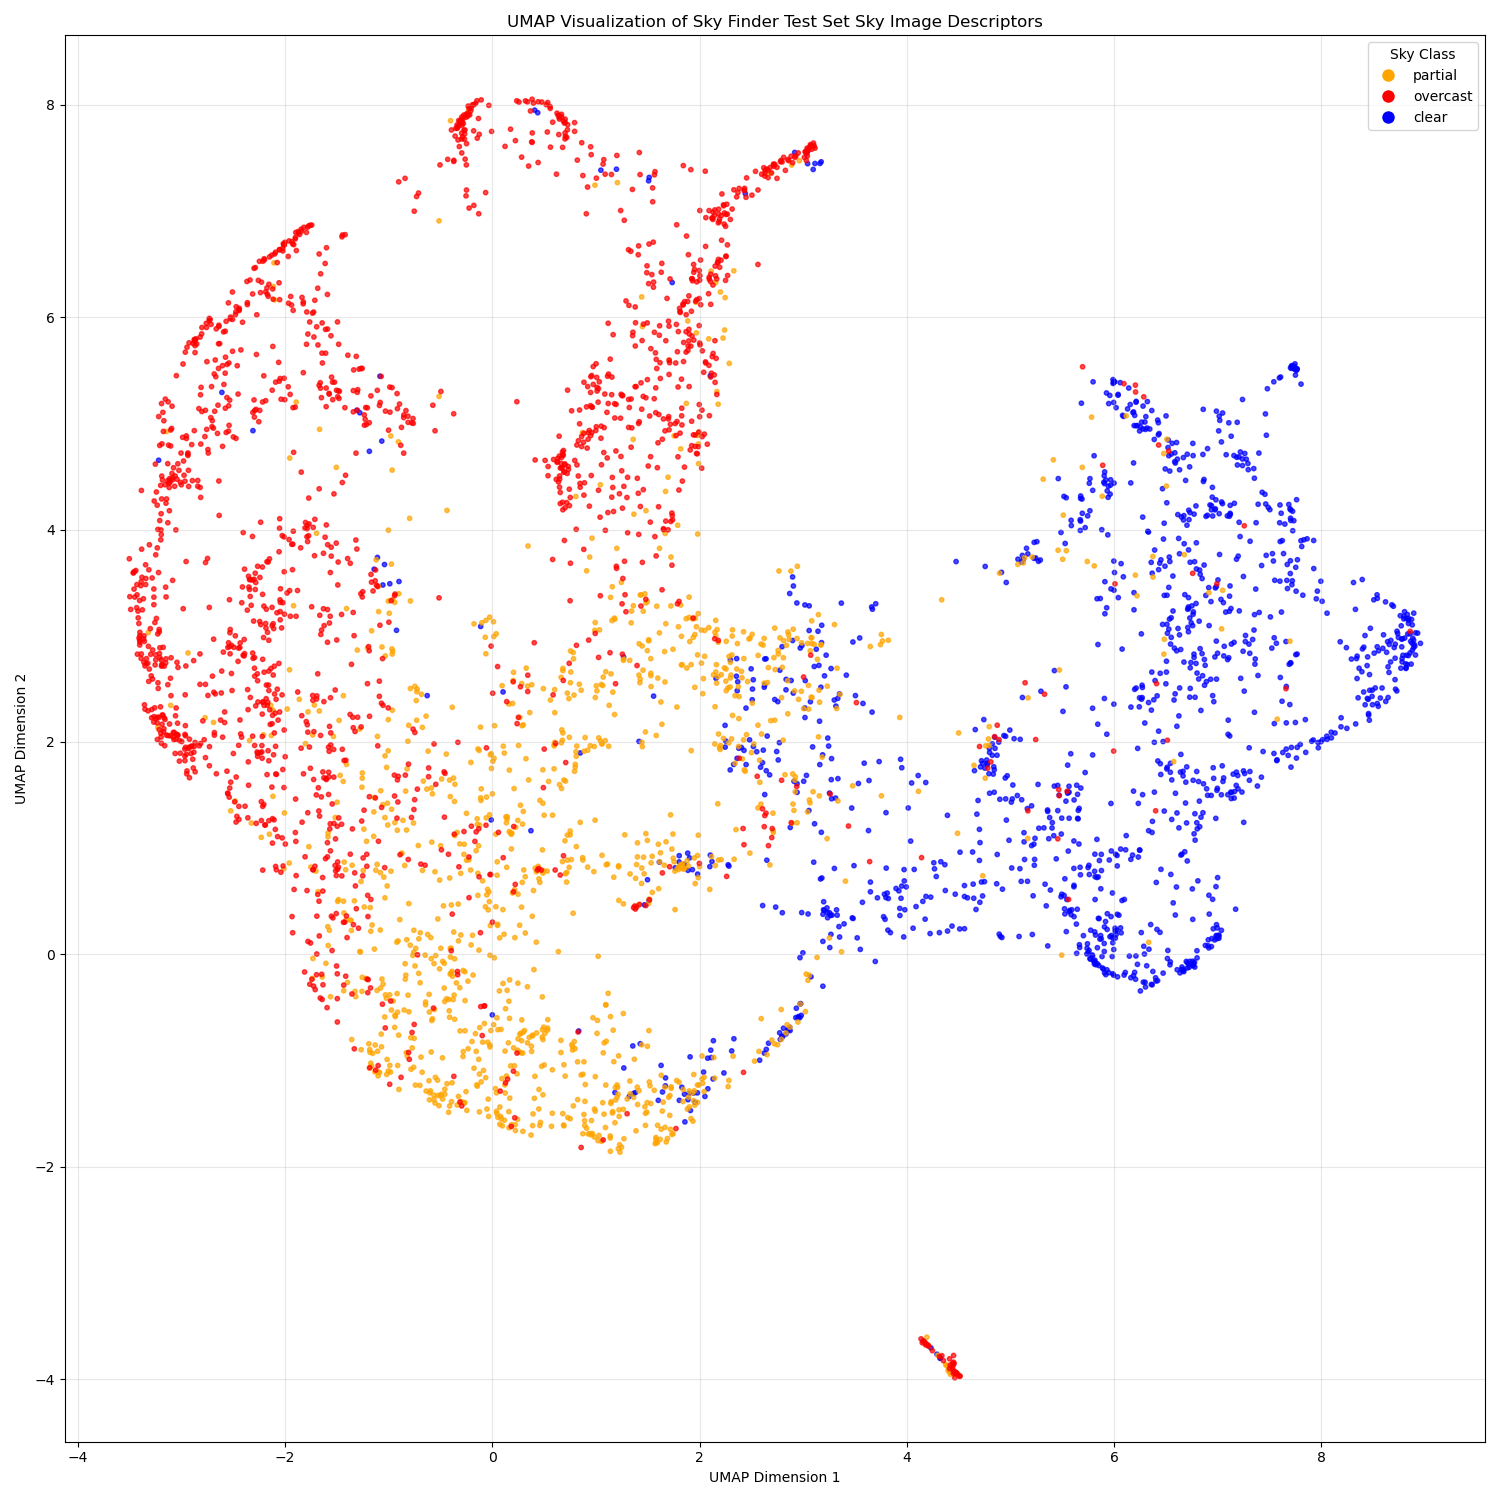 UMAP Visualization of Sky Finder Test Set Sky Image Descriptors
Sky Class
partial
overcast
clear
UMAP Dimension 2
8
6
4
2
0
−2
−4
−4
−2
0
2
4
6
8
UMAP Dimension 1